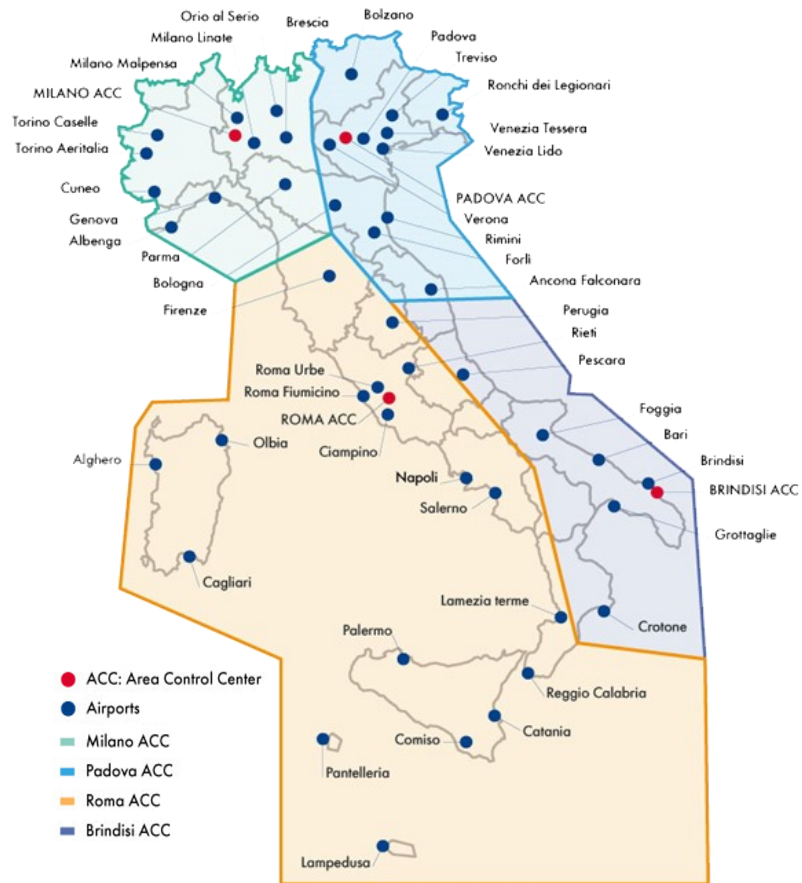 Orio al Serio
Brescia
Bolzano
Milano Linate
Padova
Milano Malpensa
Treviso
MILANO ACC
Ronchi dei Legionari
Torino Caselle
Venezia Tessera
Torino Aeritalia
Venezia Lido
Cuneo
PADOVA ACC
Genova
Verona
Albenga
Rimini
Parma
Forlì
Bologna
Ancona Falconara
Firenze
Perugia
Rieti
Pescara
Roma Urbe
Roma Fiumicino
Foggia
ROMA ACC
Bari
Olbia
Ciampino
Alghero
Brindisi
Napoli
BRINDISI ACC
Salerno
Grottaglie
Cagliari
Lamezia terme
Crotone
Palermo
ACC: Area Control Center
Reggio Calabria
Airports
Catania
Milano ACC
Comiso
Padova ACC
Pantelleria
Roma ACC
Brindisi ACC
Lampedusa